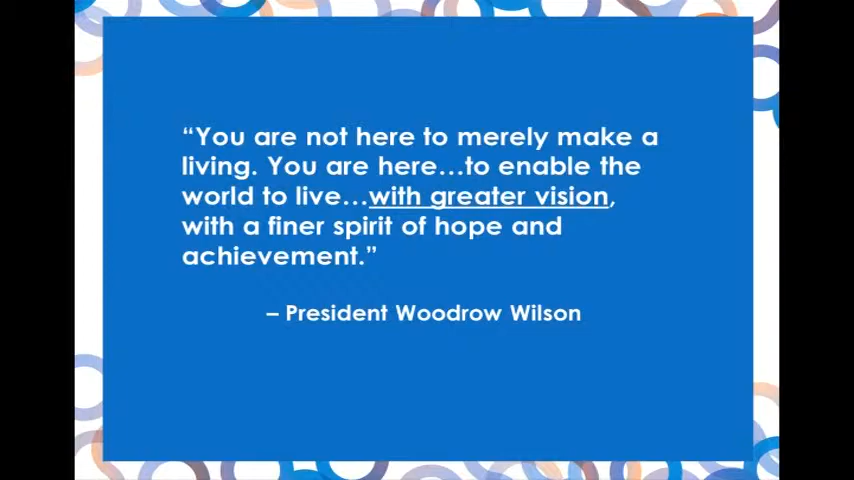 “You are not here to merely make a
living. You are here…to enable the
world to live…with greater vision,
with a finer spirit of hope and
achievement.”
– President Woodrow Wilson